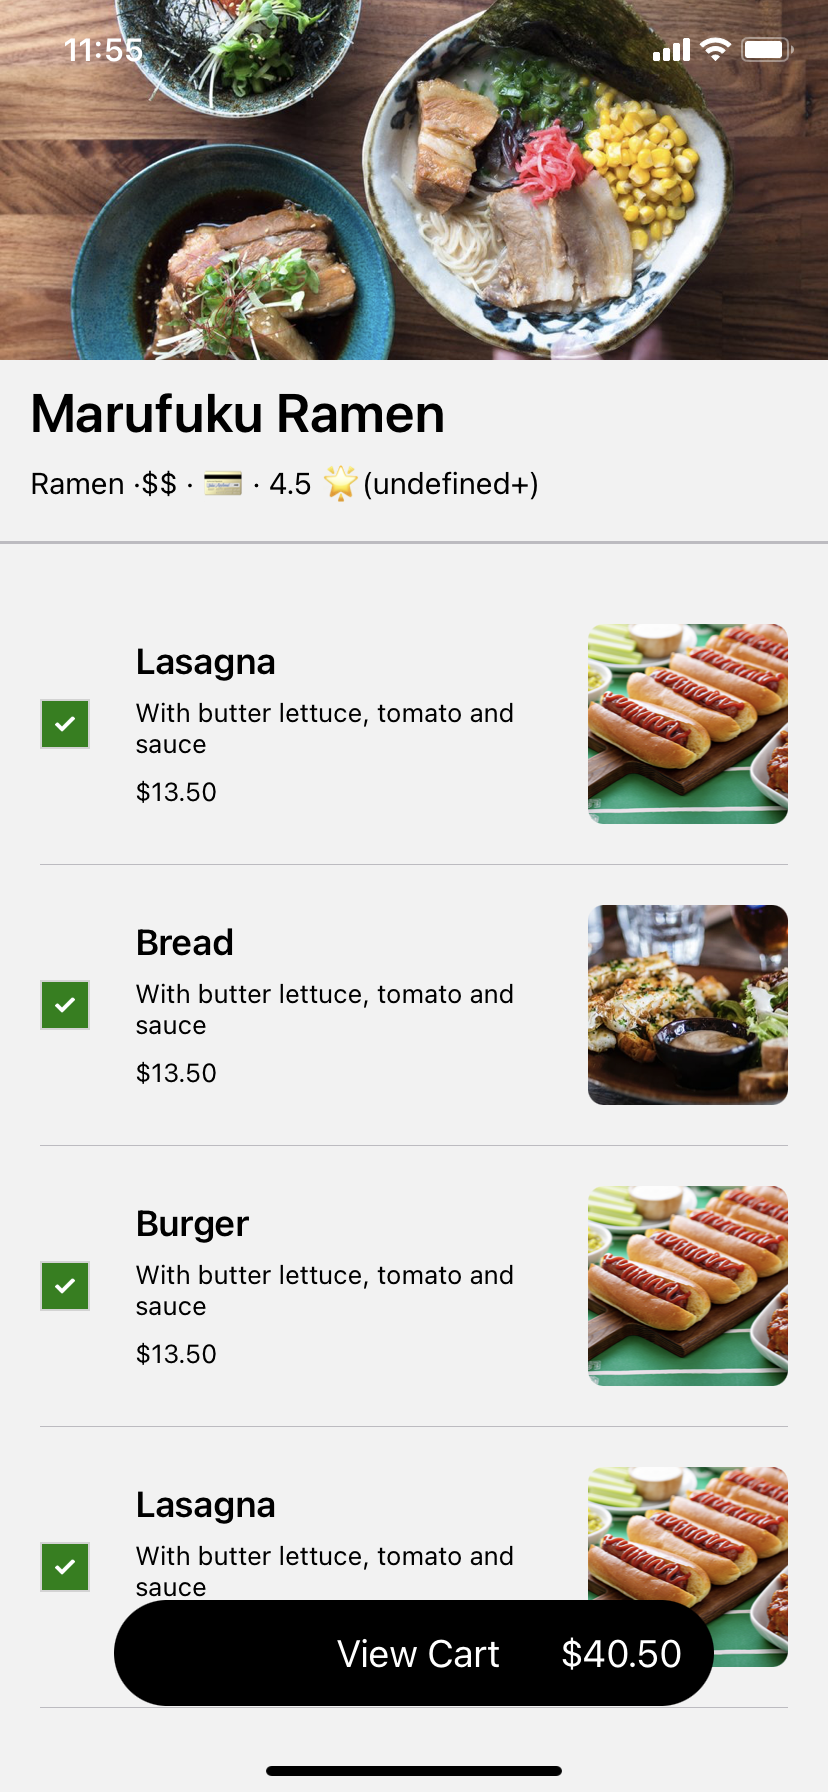 11:55
Marufuku Ramen
Ramen ·$$ · 💳 · 4.5 🌟(undefined+)
Lasagna
With butter lettuce, tomato and
sauce
$13.50
Bread
With butter lettuce, tomato and
sauce
$13.50
Burger
With butter lettuce, tomato and
sauce
$13.50
Lasagna
With butter lettuce, tomato and
sauce
View Cart $40.50